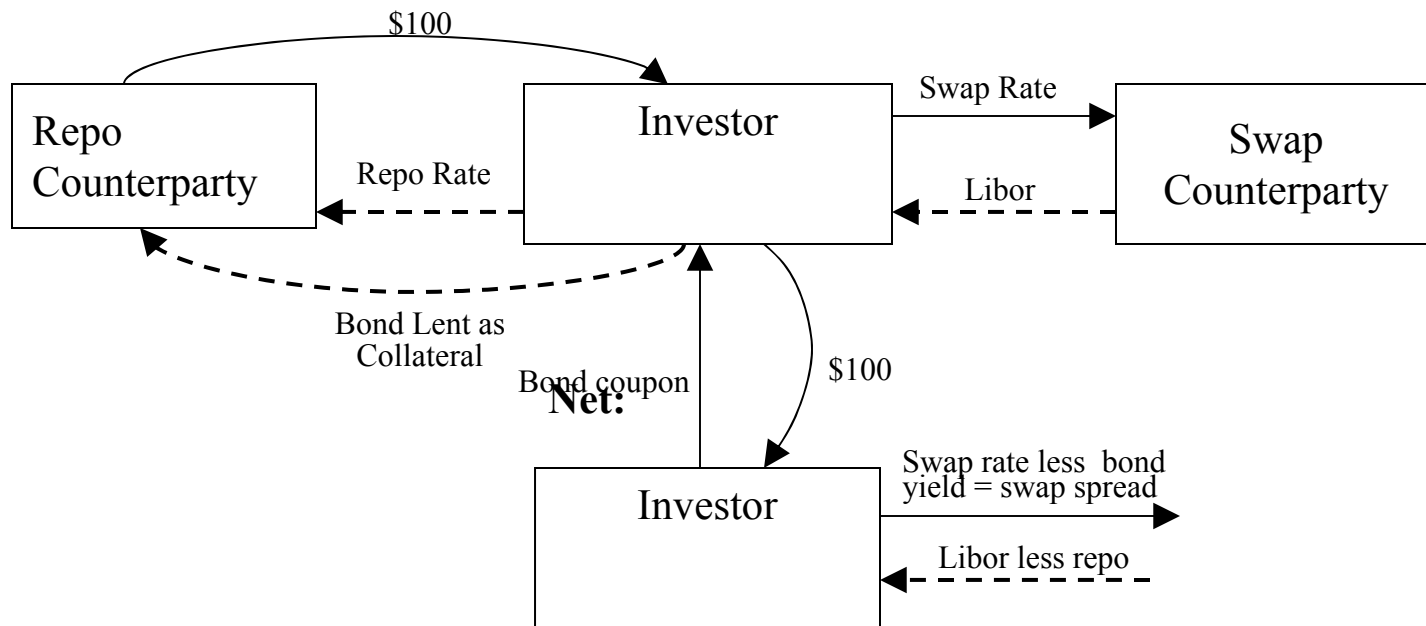 $100
Repo
Counterparty
Investor
Swap Rate
Swap
Counterparty
Repo Rate
Libor
Bond Lent as
Collateral
Bond coupon
$100
Net:
Investor
Swap rate less bond
yield = swap spread
Libor less repo